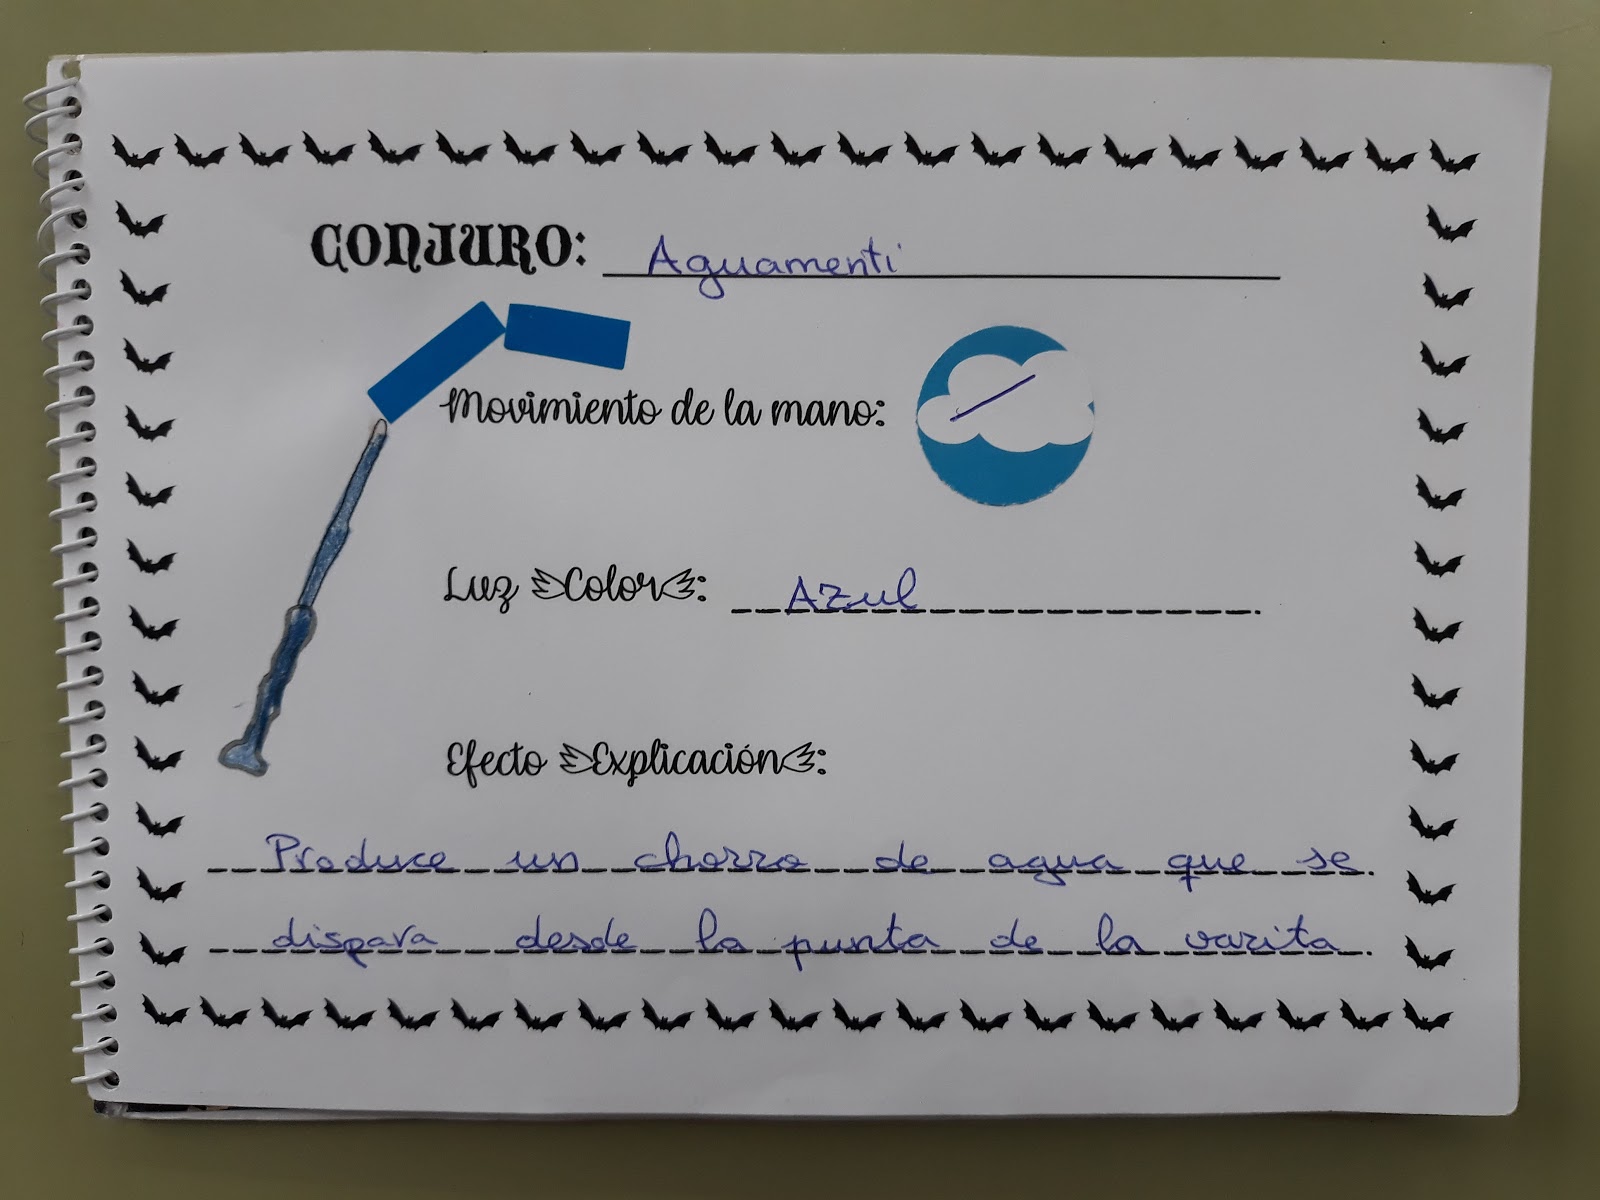 CONJURO: Aguamenti
Movimiento de la mano:
Luz Color: Azul
Efecto Explicación:
Produce un chorro de agua que se
dispara desde la punta de la varita